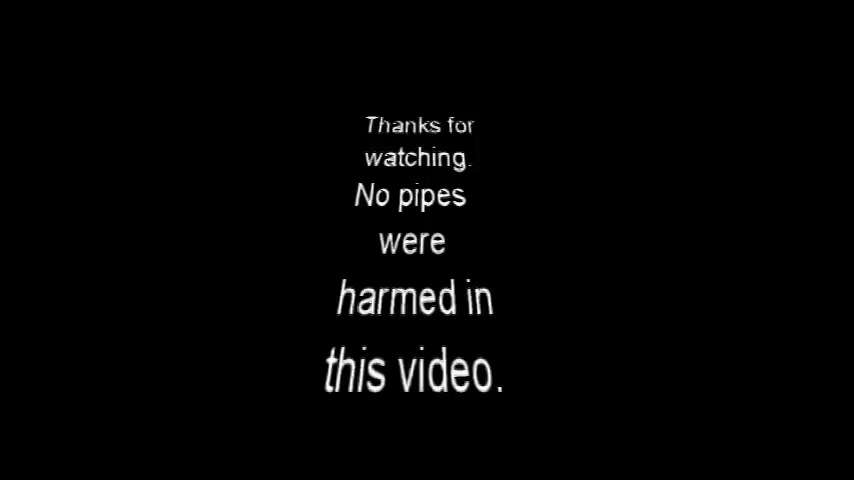 Thanks for
watching.
No pipes
were
harmed in
this video.